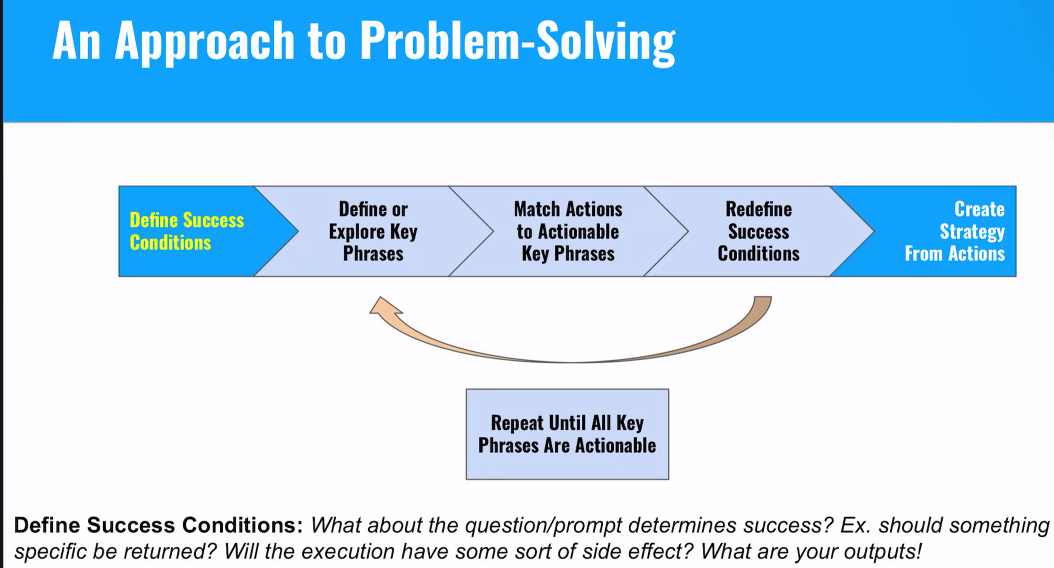 An Approach to Problem-Solving
Define Success
Conditions
Define or
Explore Key
Phrases
Match Actions
to Actionable
Key Phrases
Redefine
Success
Conditions
Create
Strategy
From Actions
Repeat Until All Key
Phrases Are Actionable
Define Success Conditions: What about the question/prompt determines success? Ex. should something
specific be returned? Will the execution have some sort of side effect? What are your outputs!